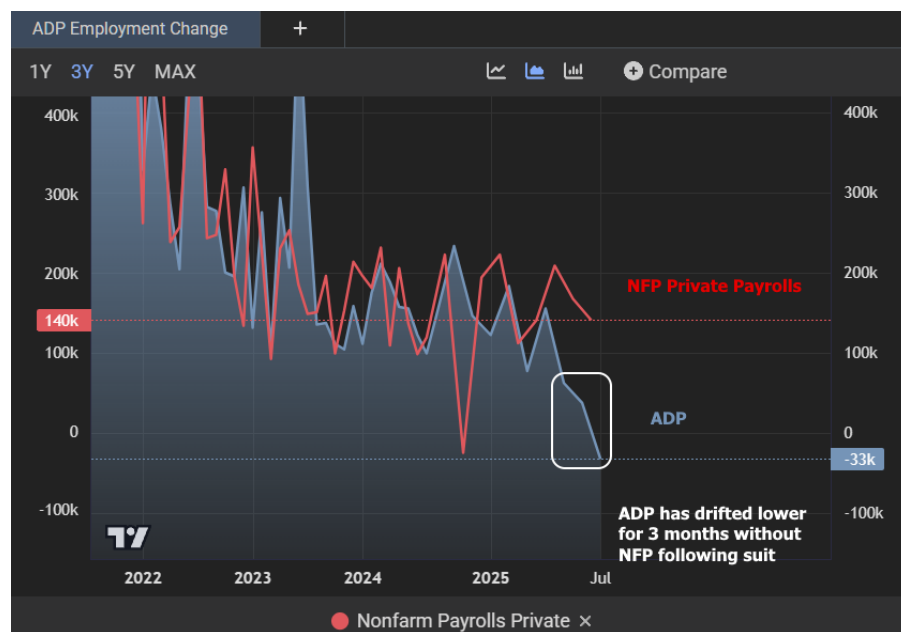 ADP Employment Change +
1Y 3Y 5Y MAX Compare
400k 400k
300k 300k
200k 200k
NFP Private Payrolls
140k
100k 100k
ADP
0 0
-33k
-100k -100k
ADP has drifted lower
for 3 months without
NFP following suit
2022 2023 2024 2025 Jul
Nonfarm Payrolls Private ×